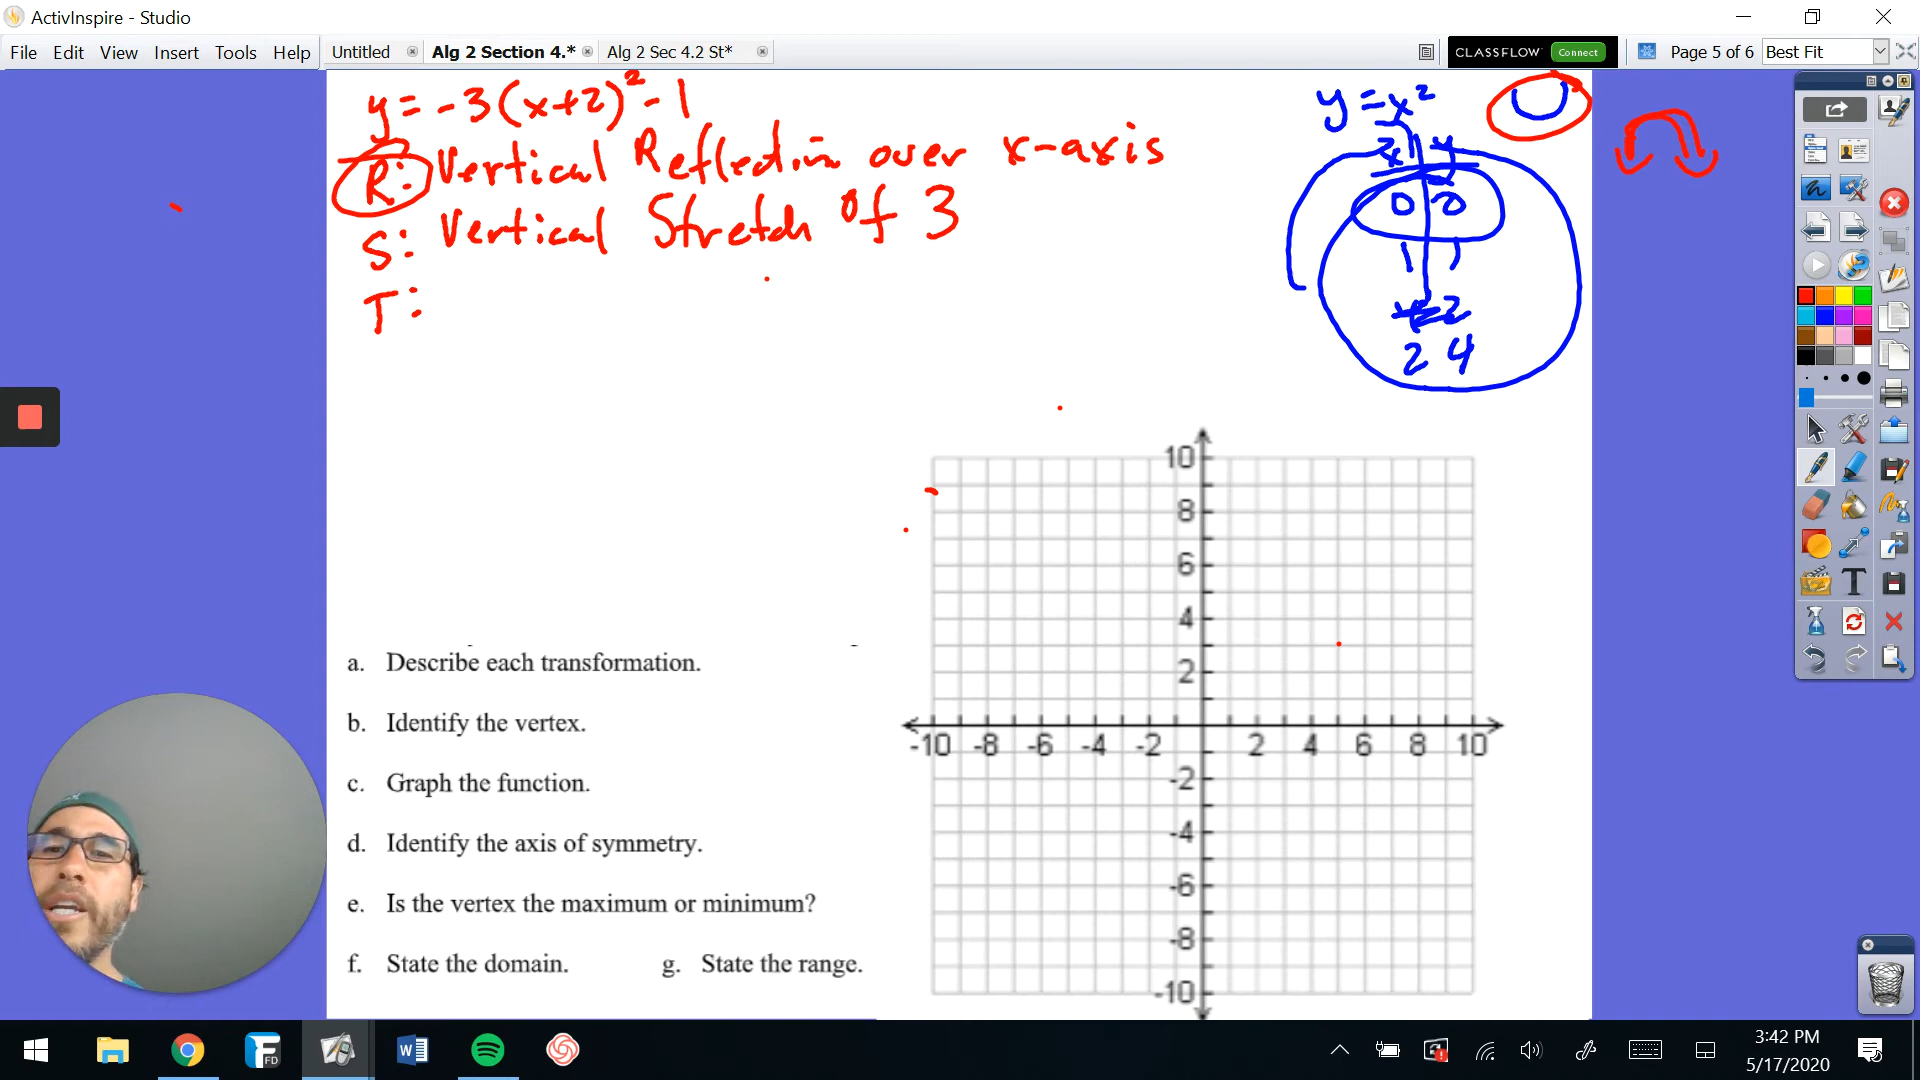 ActivInspire - Studio
File Edit View Insert Tools Help
Untitled Alg 2 Section 4.* Alg 2 Sec 4.2 St*
CLASSFLOW Connect
Page 5 of 6 Best Fit
y = -3(x+2)² - 1
R: Vertical Reflection over x-axis
S: Vertical Stretch of 3
T:
y = x²
x y
0 0
1 1
2 4
a. Describe each transformation.
b. Identify the vertex.
c. Graph the function.
d. Identify the axis of symmetry.
e. Is the vertex the maximum or minimum?
f. State the domain. g. State the range.
10
8
6
4
2
-10 -8 -6 -4 -2 2 4 6 8 10
-2
-4
-6
-8
-10
T
FD
W
3:42 PM
5/17/2020